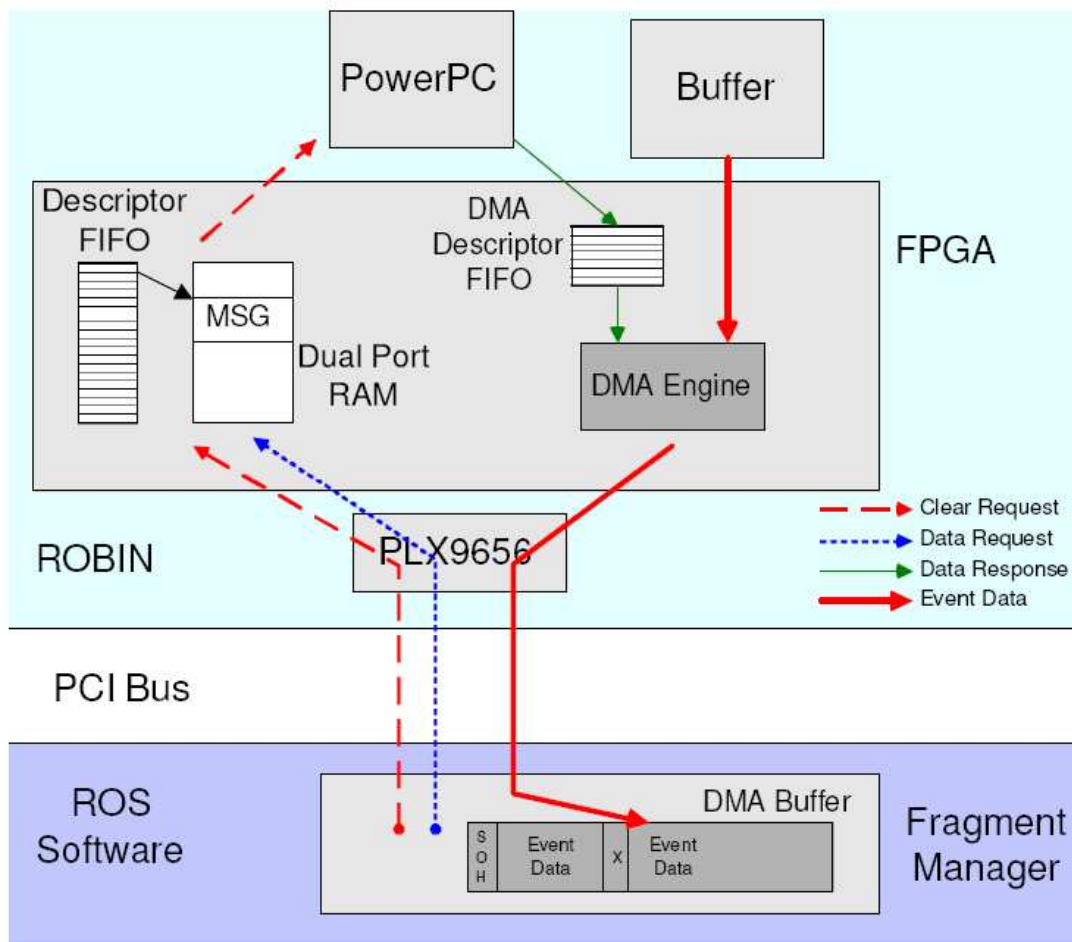 PowerPC
Buffer
Descriptor
FIFO
DMA
Descriptor
FIFO
FPGA
MSG
Dual Port
RAM
DMA Engine
PLX9656
ROBIN
Clear Request
Data Request
Data Response
Event Data
PCI Bus
ROS
Software
DMA Buffer
S
O
H
Event
Data
X
Event
Data
Fragment
Manager